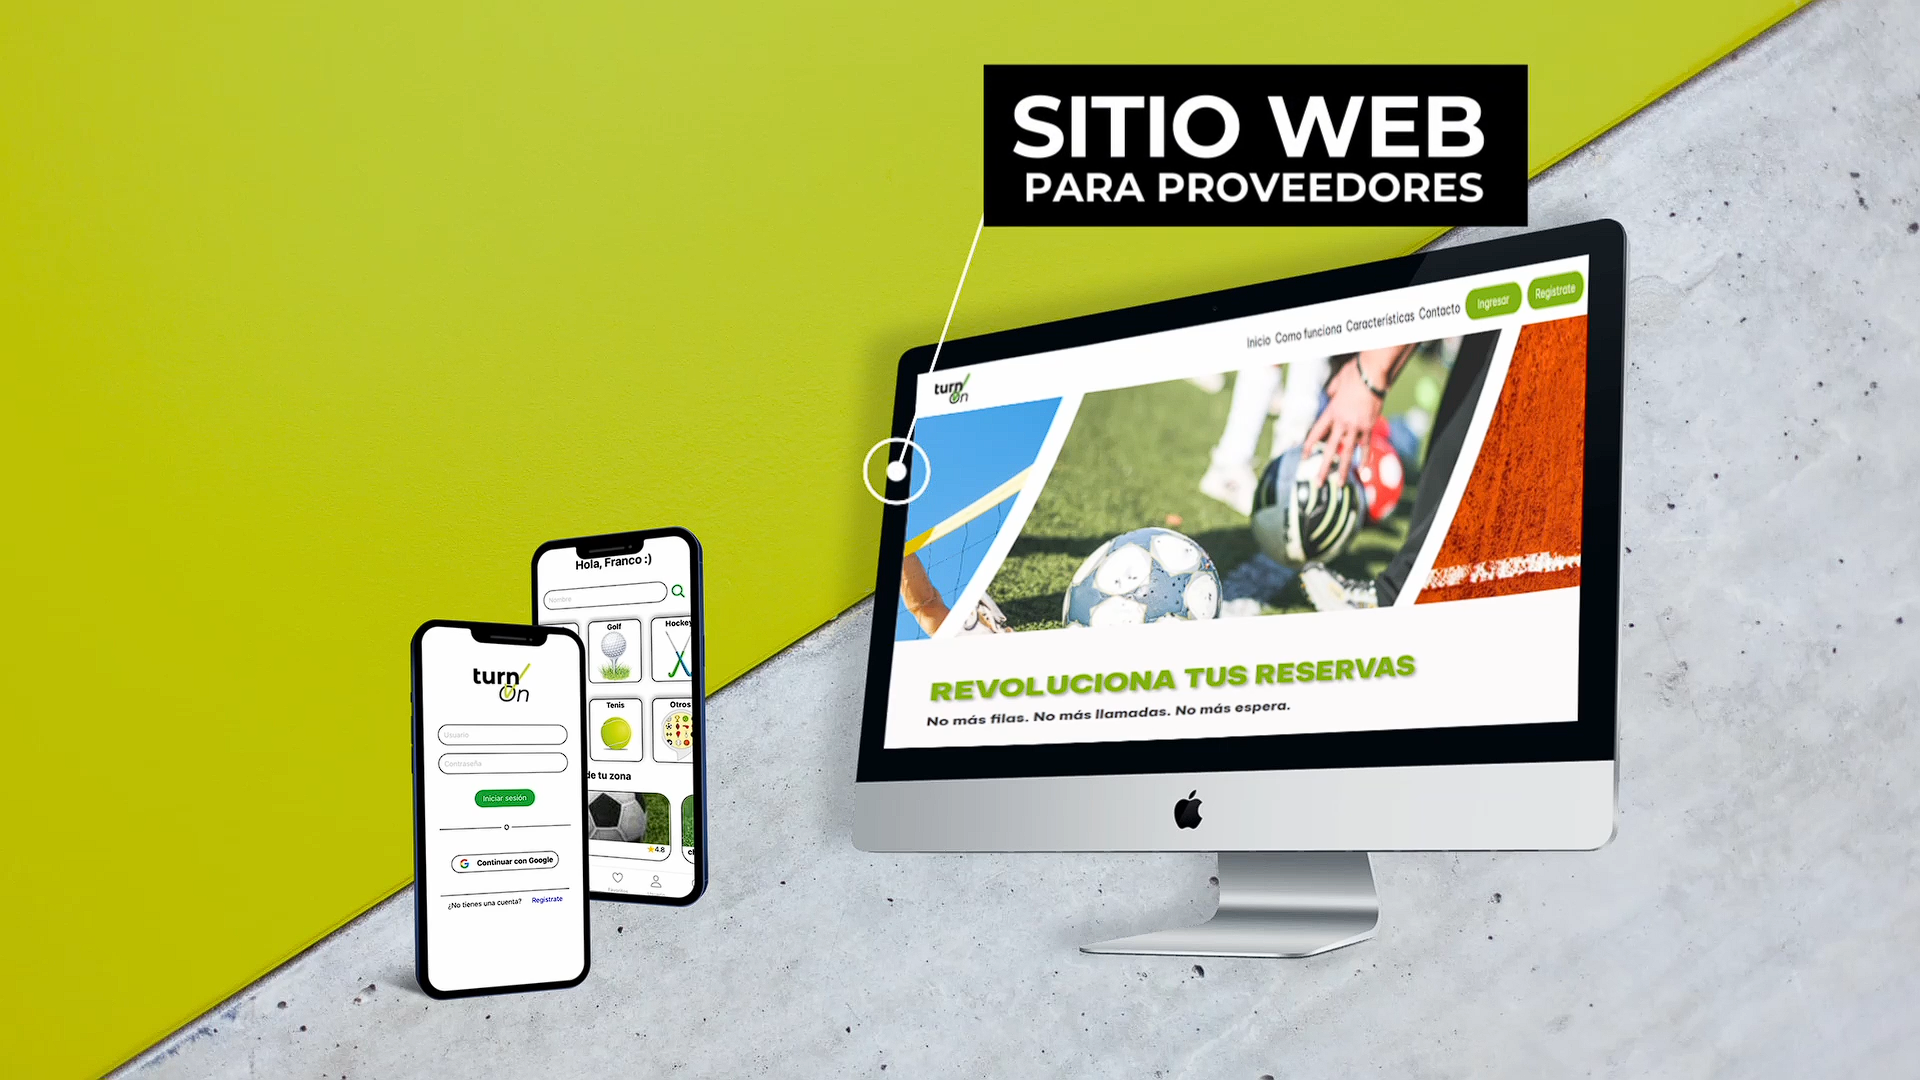 SITIO WEB
PARA PROVEEDORES
Inicio Como funciona Características Contacto Ingresar Registrate
turn
On
REVOLUCIONA TUS RESERVAS
No más filas. No más llamadas. No más espera.
Hola, Franco :)
Nombre
Golf
Hockey
Tenis
Otros
de tu zona
4.8
turn
On
Usuario
Contraseña
Iniciar sesión
O
Continuar con Google
¿No tienes una cuenta? Registrate